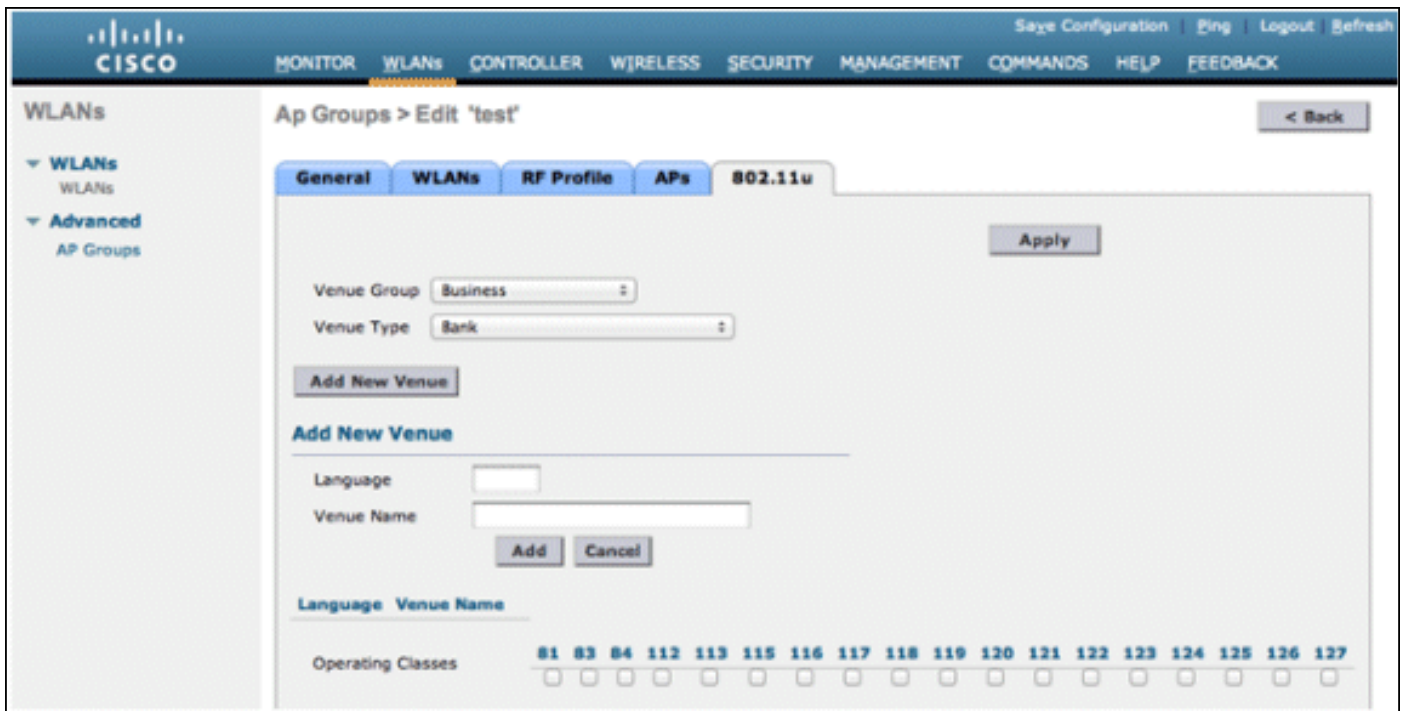 Save Configuration | Ping | Logout | Refresh
CISCO
MONITOR WLANs CONTROLLER WIRELESS SECURITY MANAGEMENT COMMANDS HELP FEEDBACK
WLANs
Ap Groups > Edit 'test'
< Back
WLANs
WLANs
Advanced
AP Groups
General WLANs RF Profile APs 802.11u
Apply
Venue Group Business
Venue Type Bank
Add New Venue
Add New Venue
Language
Venue Name
Add Cancel
Language Venue Name
Operating Classes 81 83 84 112 113 115 116 117 118 119 120 121 122 123 124 125 126 127